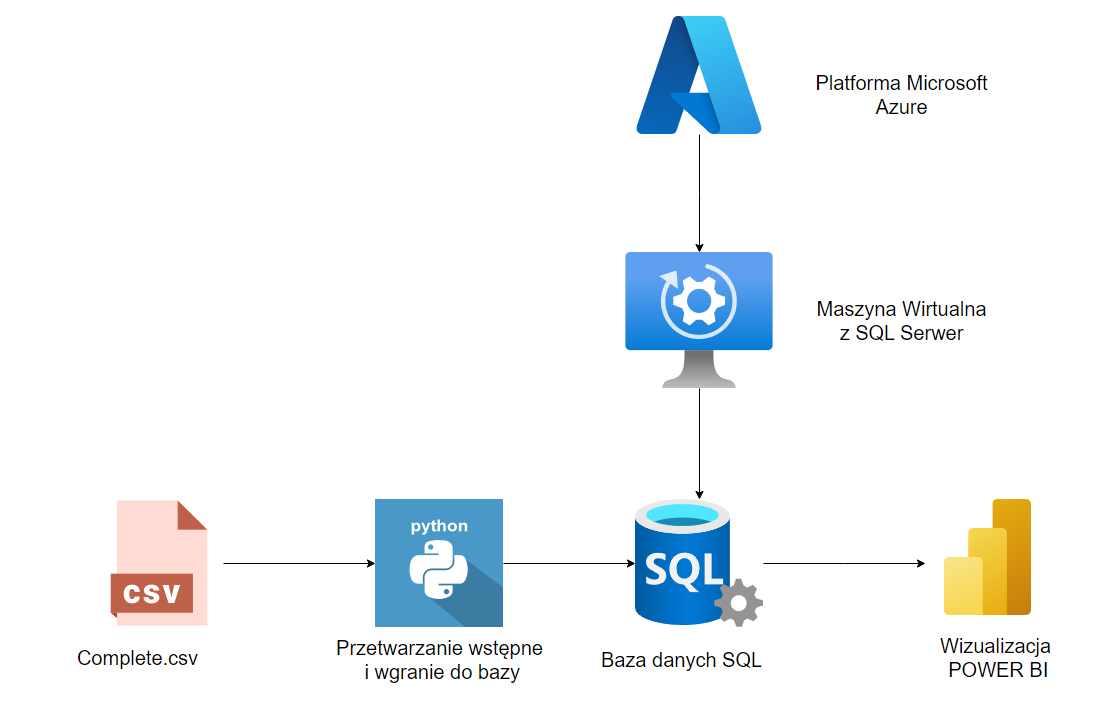 Platforma Microsoft
Azure
Maszyna Wirtualna
z SQL Serwer
CSV
python
SQL
Complete.csv
Przetwarzanie wstępne
i wgranie do bazy
Baza danych SQL
Wizualizacja
POWER BI